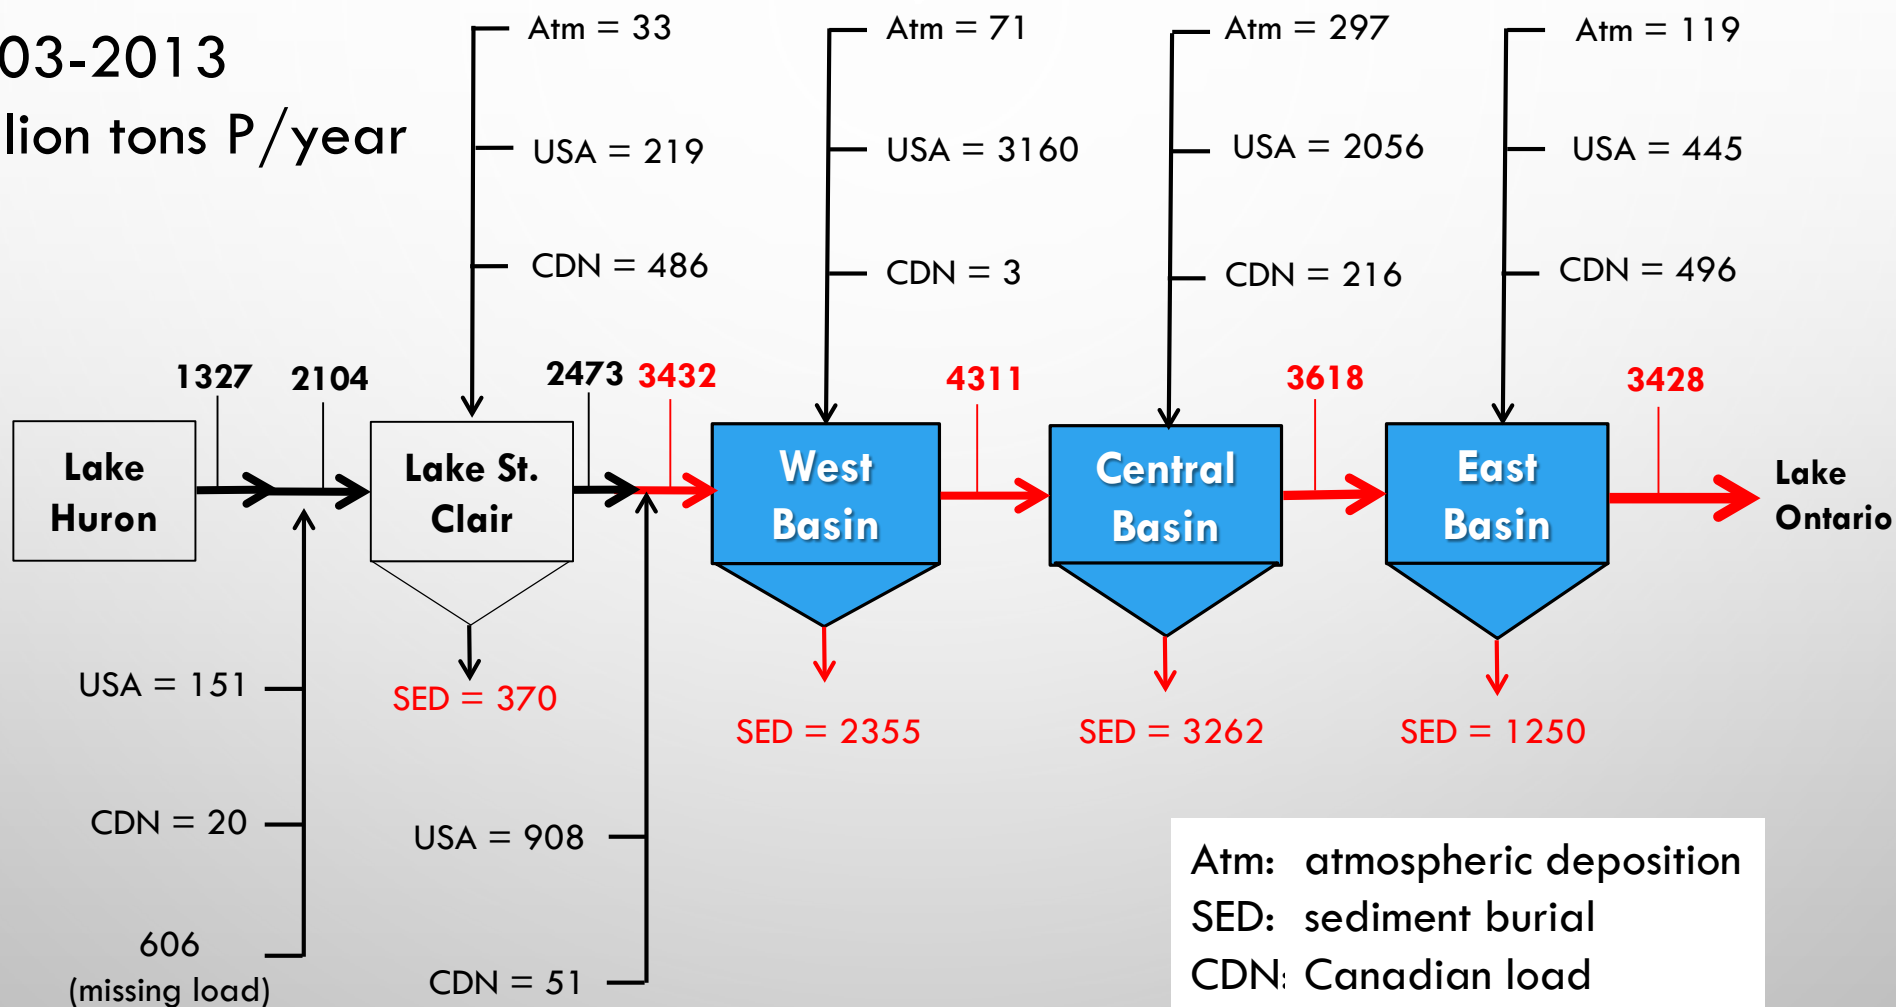 03-2013
lion tons P/year
Atm = 33
USA = 219
CDN = 486
Atm = 71
USA = 3160
CDN = 3
Atm = 297
USA = 2056
CDN = 216
Atm = 119
USA = 445
CDN = 496
1327
2104
2473
3432
4311
3618
3428
Lake
Huron
Lake St.
Clair
West
Basin
Central
Basin
East
Basin
Lake
Ontario
SED = 370
SED = 2355
SED = 3262
SED = 1250
USA = 151
CDN = 20
606
(missing load)
USA = 908
CDN = 51
Atm: atmospheric deposition
SED: sediment burial
CDN: Canadian load